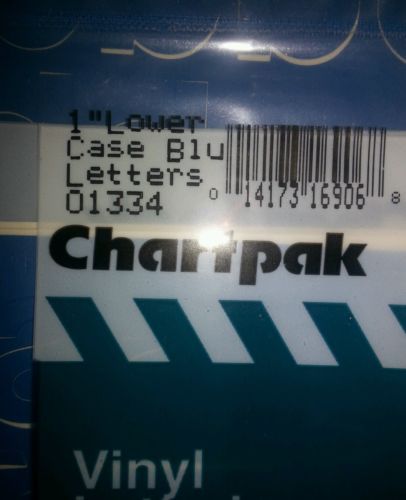 1"Lower
Case Blu
Letters
01334
0 14173 16906 8
Chartpak
Vinyl